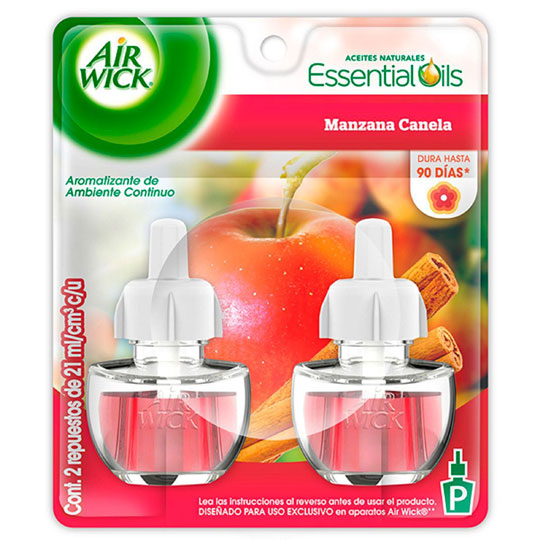 AIR
WICK®
ACEITES NATURALES
Essential Oils
Manzana Canela
DURA HASTA
90 DÍAS*
Aromatizante de
Ambiente Continuo
Cont. 2 repuestos de 21 ml/cm³ c/u
AIR
WICK
AIR
WICK
P
Lea las instrucciones al reverso antes de usar el producto.
DISEÑADO PARA USO EXCLUSIVO en aparatos Air Wick®**